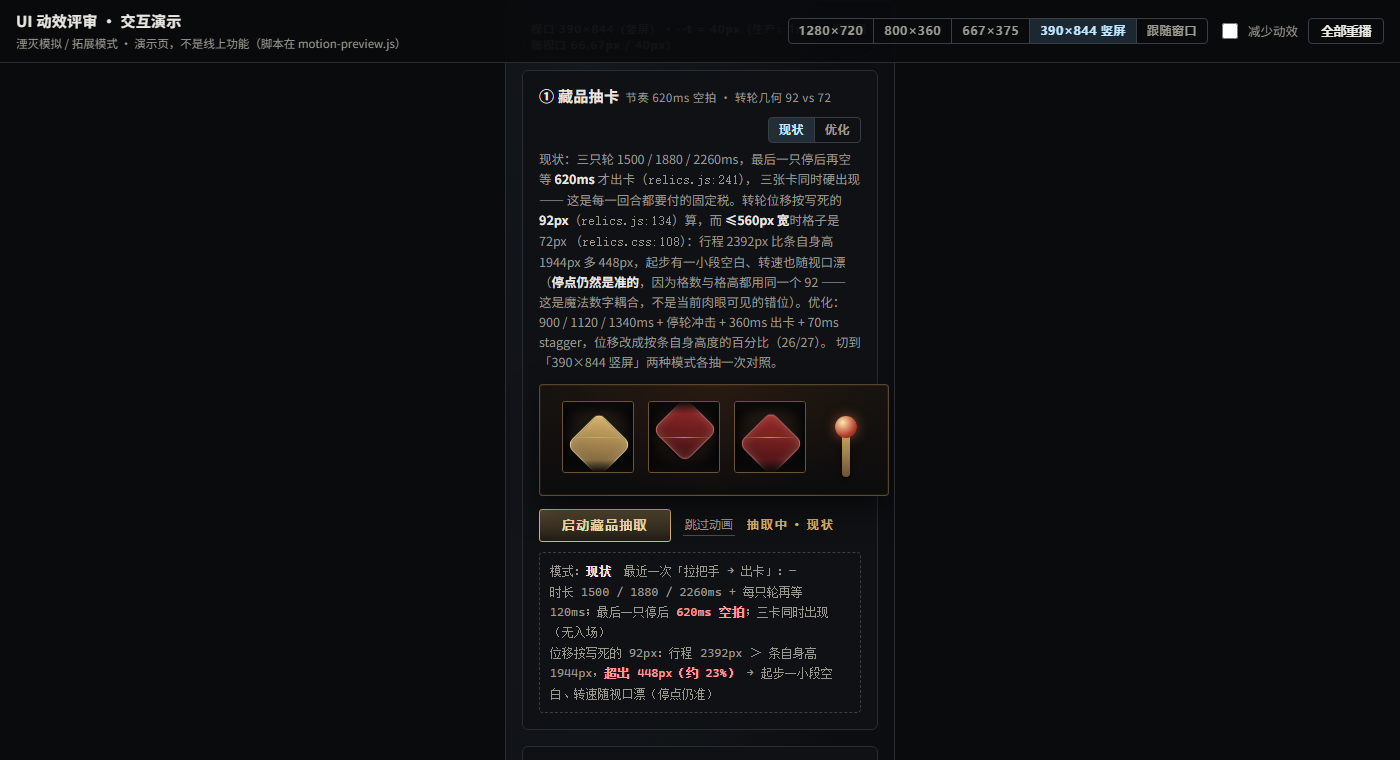 UI 动效评审 · 交互演示
湮灭模拟 / 拓展模式 · 演示页，不是线上功能（脚本在 motion-preview.js）
1280×720 800×360 667×375 390×844 竖屏 跟随窗口 减少动效 全部重播
① 藏品抽卡 节奏 620ms 空拍 · 转轮几何 92 vs 72
现状 优化
现状：三只轮 1500 / 1880 / 2260ms，最后一只停后再空
等 620ms 才出卡（relics.js:241）， 三张卡同时硬出现
—— 这是每一回合都要付的固定税。转轮位移按写死的
92px（relics.js:134）算，而 ≤560px 宽时格子是
72px （relics.css:108）：行程 2392px 比条自身高
1944px 多 448px，起步有一小段空白、转速也随视口漂
（停点仍然是准的，因为格数与格高都用同一个 92 ——
这是魔法数字耦合，不是当前肉眼可见的错位）。优化：
900 / 1120 / 1340ms + 停轮冲击 + 360ms 出卡 + 70ms
stagger，位移改成按条自身高度的百分比（26/27）。 切到
「390×844 竖屏」两种模式各抽一次对照。
启动藏品抽取 跳过动画 抽取中 · 现状
模式：现状 最近一次「拉把手 → 出卡」：—
时长 1500 / 1880 / 2260ms + 每只轮再等
120ms；最后一只停后 620ms 空拍；三卡同时出现
（无入场）
位移按写死的 92px：行程 2392px ＞ 条自身高
1944px，超出 448px（约 23%） → 起步一小段空
白、转速随视口漂（停点仍准）